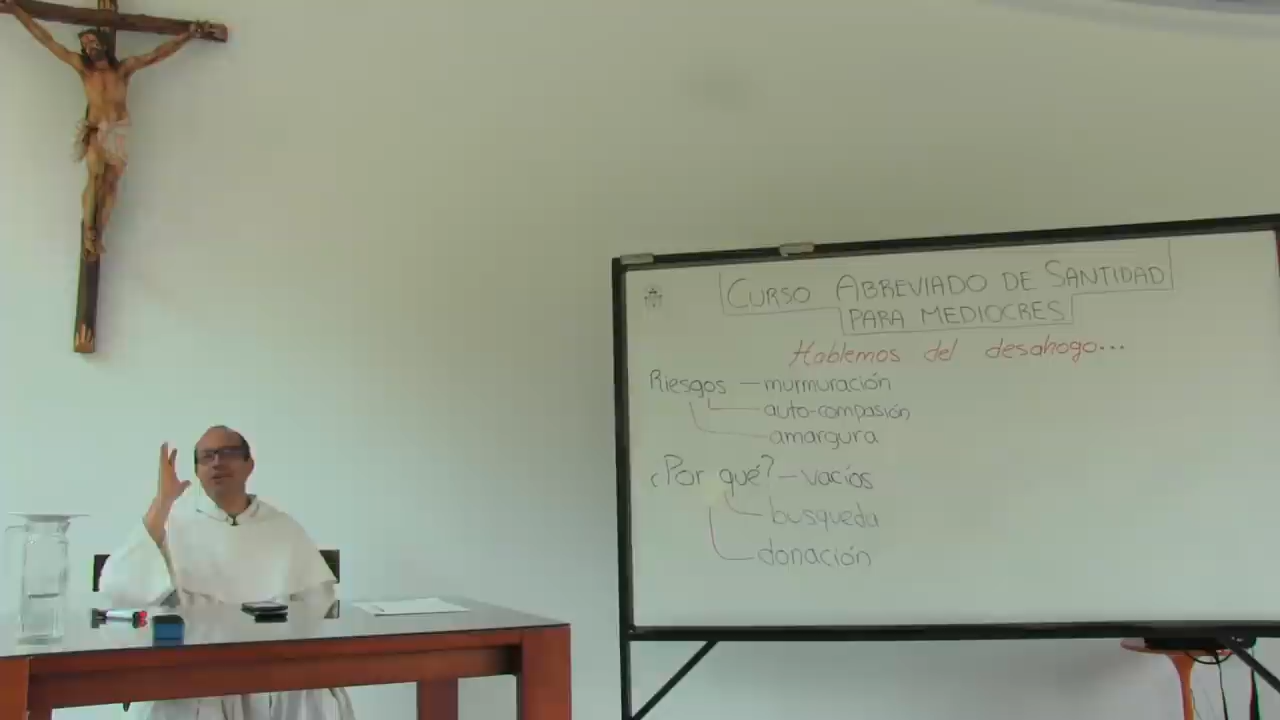 CURSO ABREVIADO DE SANTIDAD
PARA MEDIOCRES
Hablemos del desahogo...
Riesgos — murmuración
auto-compasión
amargura
¿Por qué? — vacíos
busqueda
donación